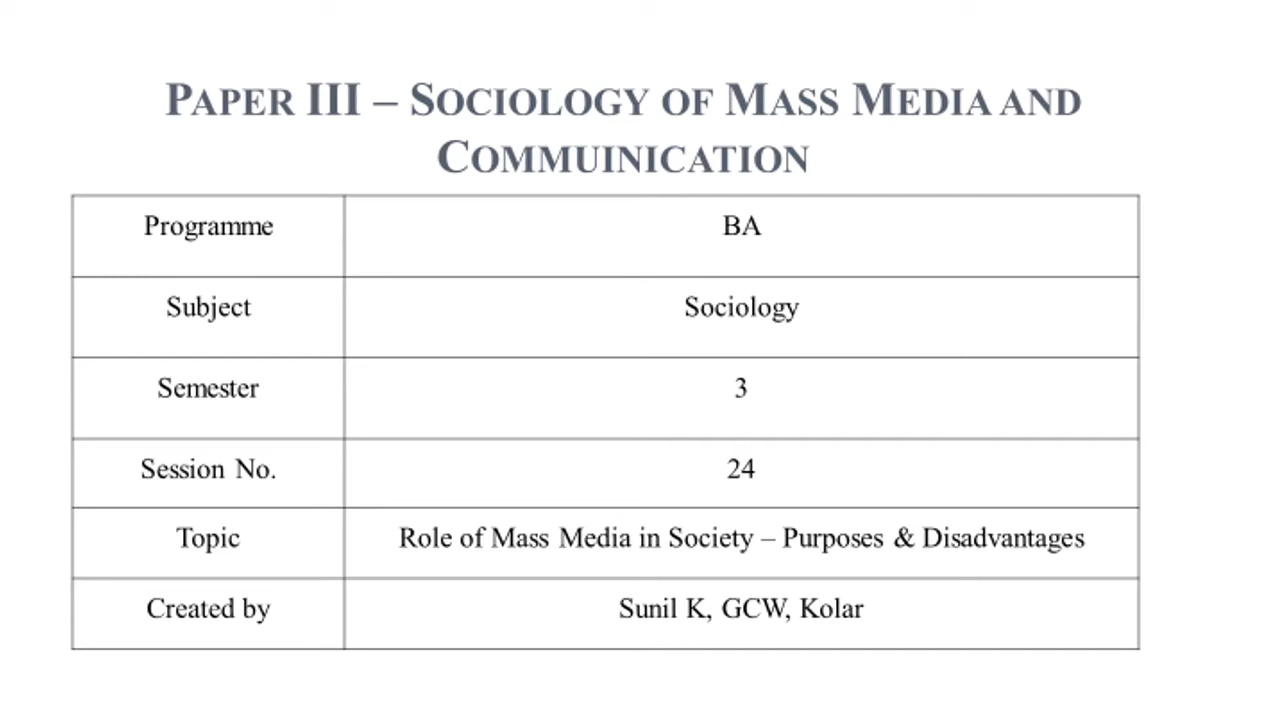 PAPER III – SOCIOLOGY OF MASS MEDIA AND
COMMUINICATION
Programme BA
Subject Sociology
Semester 3
Session No. 24
Topic Role of Mass Media in Society – Purposes & Disadvantages
Created by Sunil K, GCW, Kolar